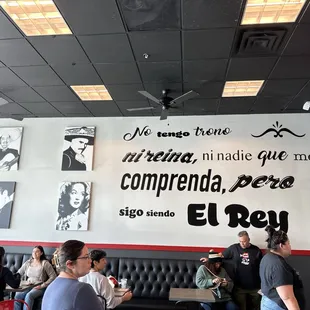 No tengo trono
ni reina, ni nadie que me
comprenda, pero
sigo siendo El Rey